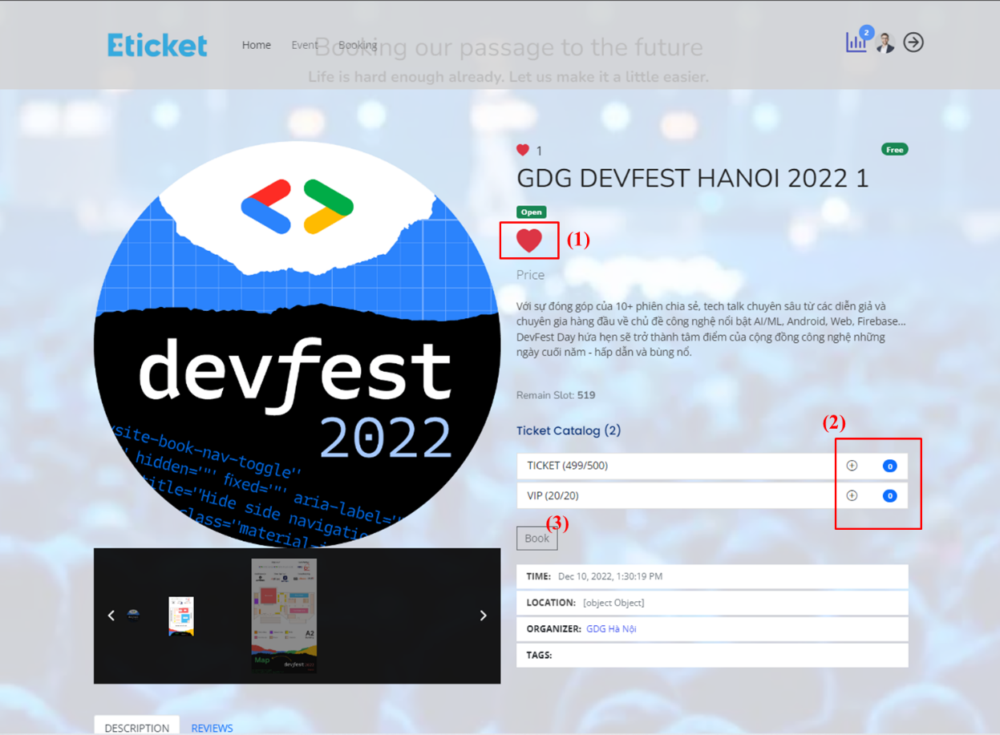 Eticket
Home
Event
Booking
Booking our passage to the future
Life is hard enough already. Let us make it a little easier.
2
devfest
2022
site-book-nav-toggle"
hidden="" fixed="" aria-label="
title="Hide side navigatio
class="material-
Map
A2
devfest
1
Free
GDG DEVFEST HANOI 2022 1
Open
(1)
Price
Với sự đóng góp của 10+ phiên chia sẻ, tech talk chuyên sâu từ các diễn giả và
chuyên gia hàng đầu về chủ đề công nghệ nổi bật AI/ML, Android, Web, Firebase...
DevFest Day hứa hẹn sẽ trở thành tâm điểm của cộng đồng công nghệ những
ngày cuối năm - hấp dẫn và bùng nổ.
Remain Slot: 519
(2)
Ticket Catalog (2)
TICKET (499/500)
0
VIP (20/20)
0
(3)
Book
TIME: Dec 10, 2022, 1:30:19 PM
LOCATION: [object Object]
ORGANIZER: GDG Hà Nội
TAGS:
DESCRIPTION
REVIEWS